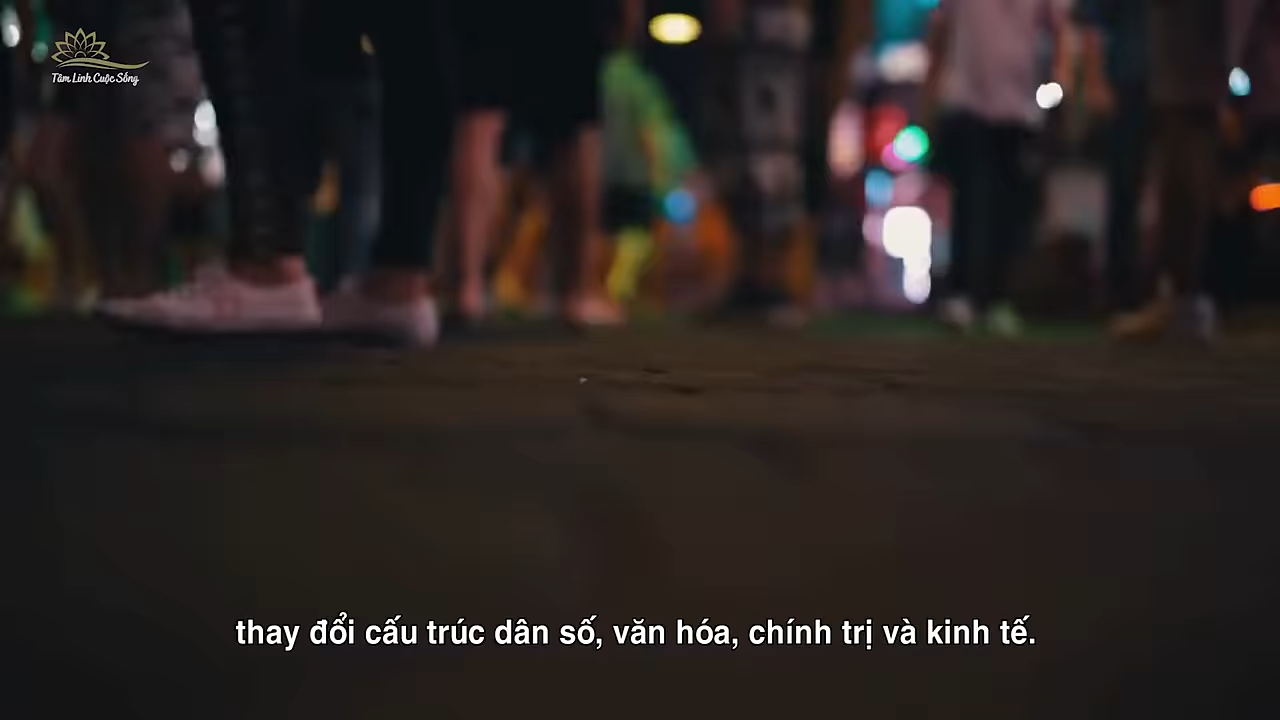 Tâm Linh Cuộc Sống
thay đổi cấu trúc dân số, văn hóa, chính trị và kinh tế.